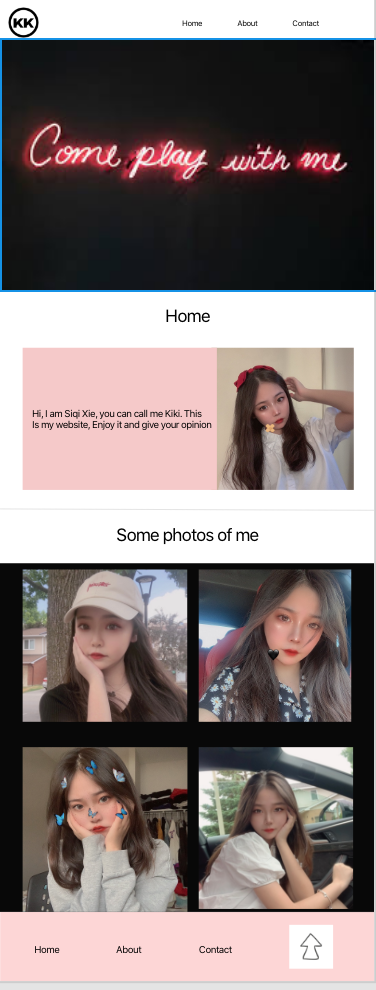 KK
Home About Contact
Come play with me
Home
Hi, I am Siqi Xie, you can call me Kiki. This
Is my website, Enjoy it and give your opinion
Some photos of me
Home About Contact